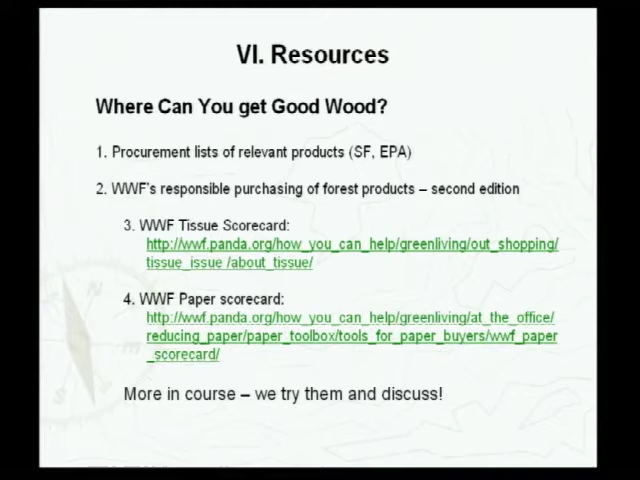 VI. Resources
Where Can You get Good Wood?
1. Procurement lists of relevant products (SF, EPA)
2. WWF's responsible purchasing of forest products – second edition
3. WWF Tissue Scorecard:
http://wwf.panda.org/how_you_can_help/greenliving/out_shopping/
tissue_issue /about_tissue/
4. WWF Paper scorecard:
http://wwf.panda.org/how_you_can_help/greenliving/at_the_office/
reducing_paper/paper_toolbox/tools_for_paper_buyers/wwf_paper
_scorecard/
More in course – we try them and discuss!
N
S